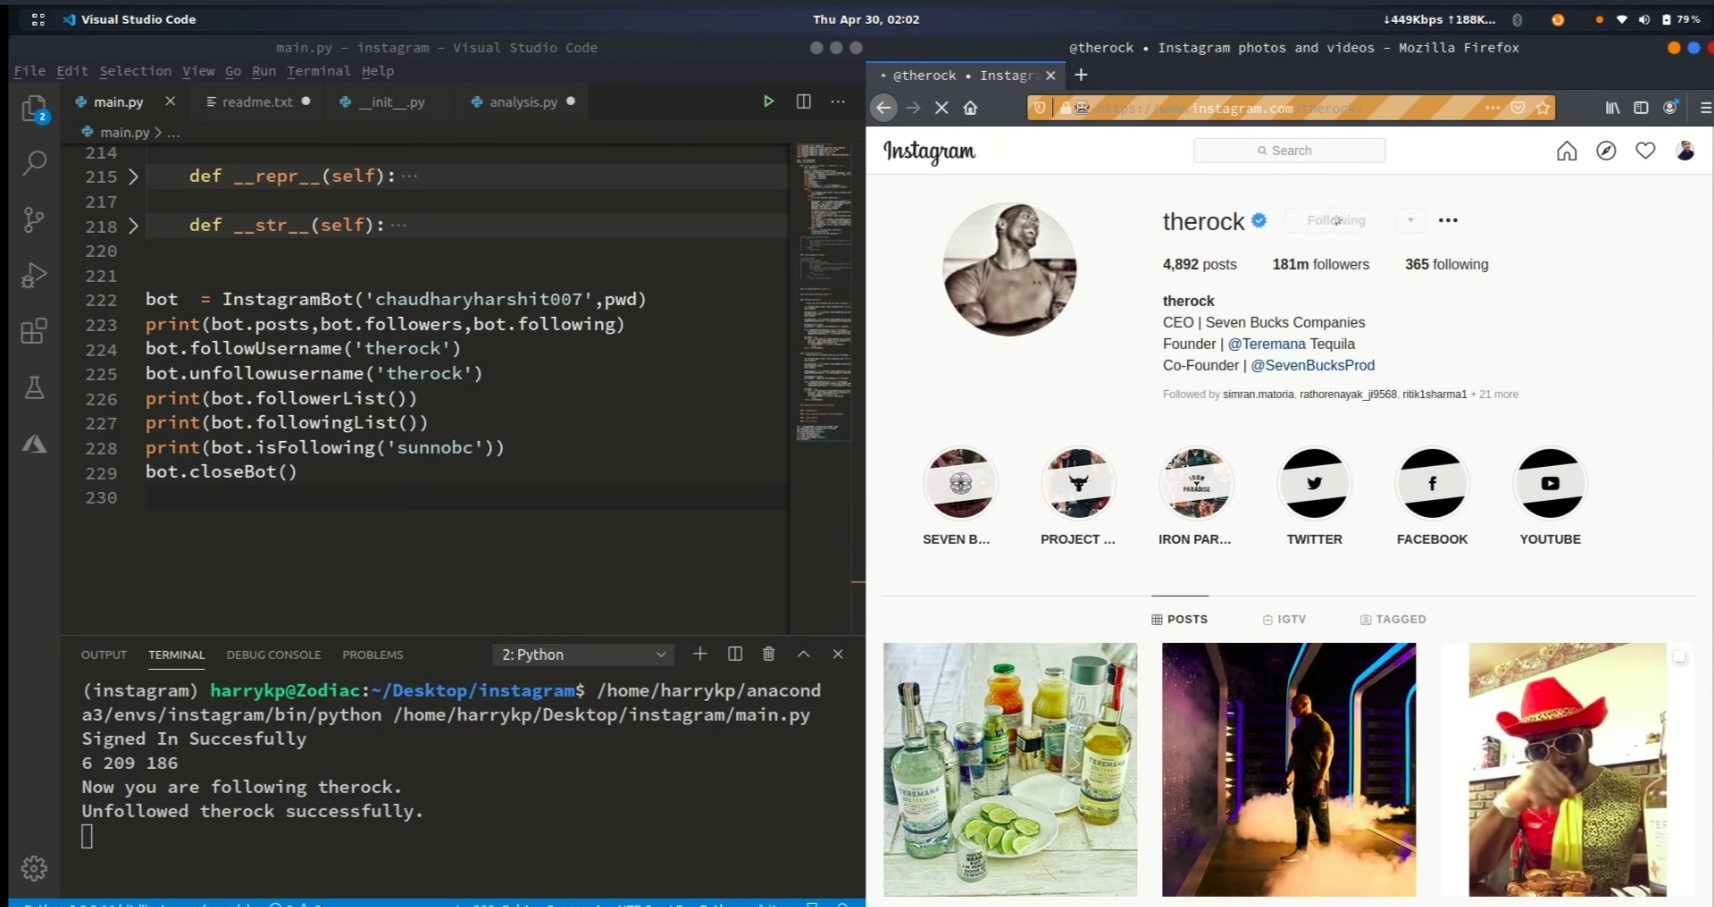 Visual Studio Code
Thu Apr 30, 02:02
↓449Kbps ↑188K...
79 %
main.py - instagram - Visual Studio Code
File Edit Selection View Go Run Terminal Help
main.py
readme.txt
__init__.py
analysis.py
main.py > ...
2
214
215 def __repr__(self): ...
217
218 def __str__(self): ...
220
221
222 bot  = InstagramBot('chaudharyharshit007',pwd)
223 print(bot.posts,bot.followers,bot.following)
224 bot.followUsername('therock')
225 bot.unfollowusername('therock')
226 print(bot.followerList())
227 print(bot.followingList())
228 print(bot.isFollowing('sunnobc'))
229 bot.closeBot()
230
OUTPUT TERMINAL DEBUG CONSOLE PROBLEMS
2: Python
(instagram) harrykp@Zodiac:~/Desktop/instagram$ /home/harrykp/anacond
a3/envs/instagram/bin/python /home/harrykp/Desktop/instagram/main.py
Signed In Succesfully
6 209 186
Now you are following therock.
Unfollowed therock successfully.
@therock • Instagram photos and videos - Mozilla Firefox
• @therock • Instagr
https://www.instagram.com/therock/
Instagram
Search
therock
Following
4,892 posts 181m followers 365 following
therock
CEO | Seven Bucks Companies
Founder | @Teremana Tequila
Co-Founder | @SevenBucksProd
Followed by simran.matoria, rathorenayak_ji9568, ritik1sharma1 + 21 more
IRON
PARADISE
SEVEN B... PROJECT ... IRON PAR... TWITTER FACEBOOK YOUTUBE
POSTS IGTV TAGGED
TEREMANA
TEREMANA